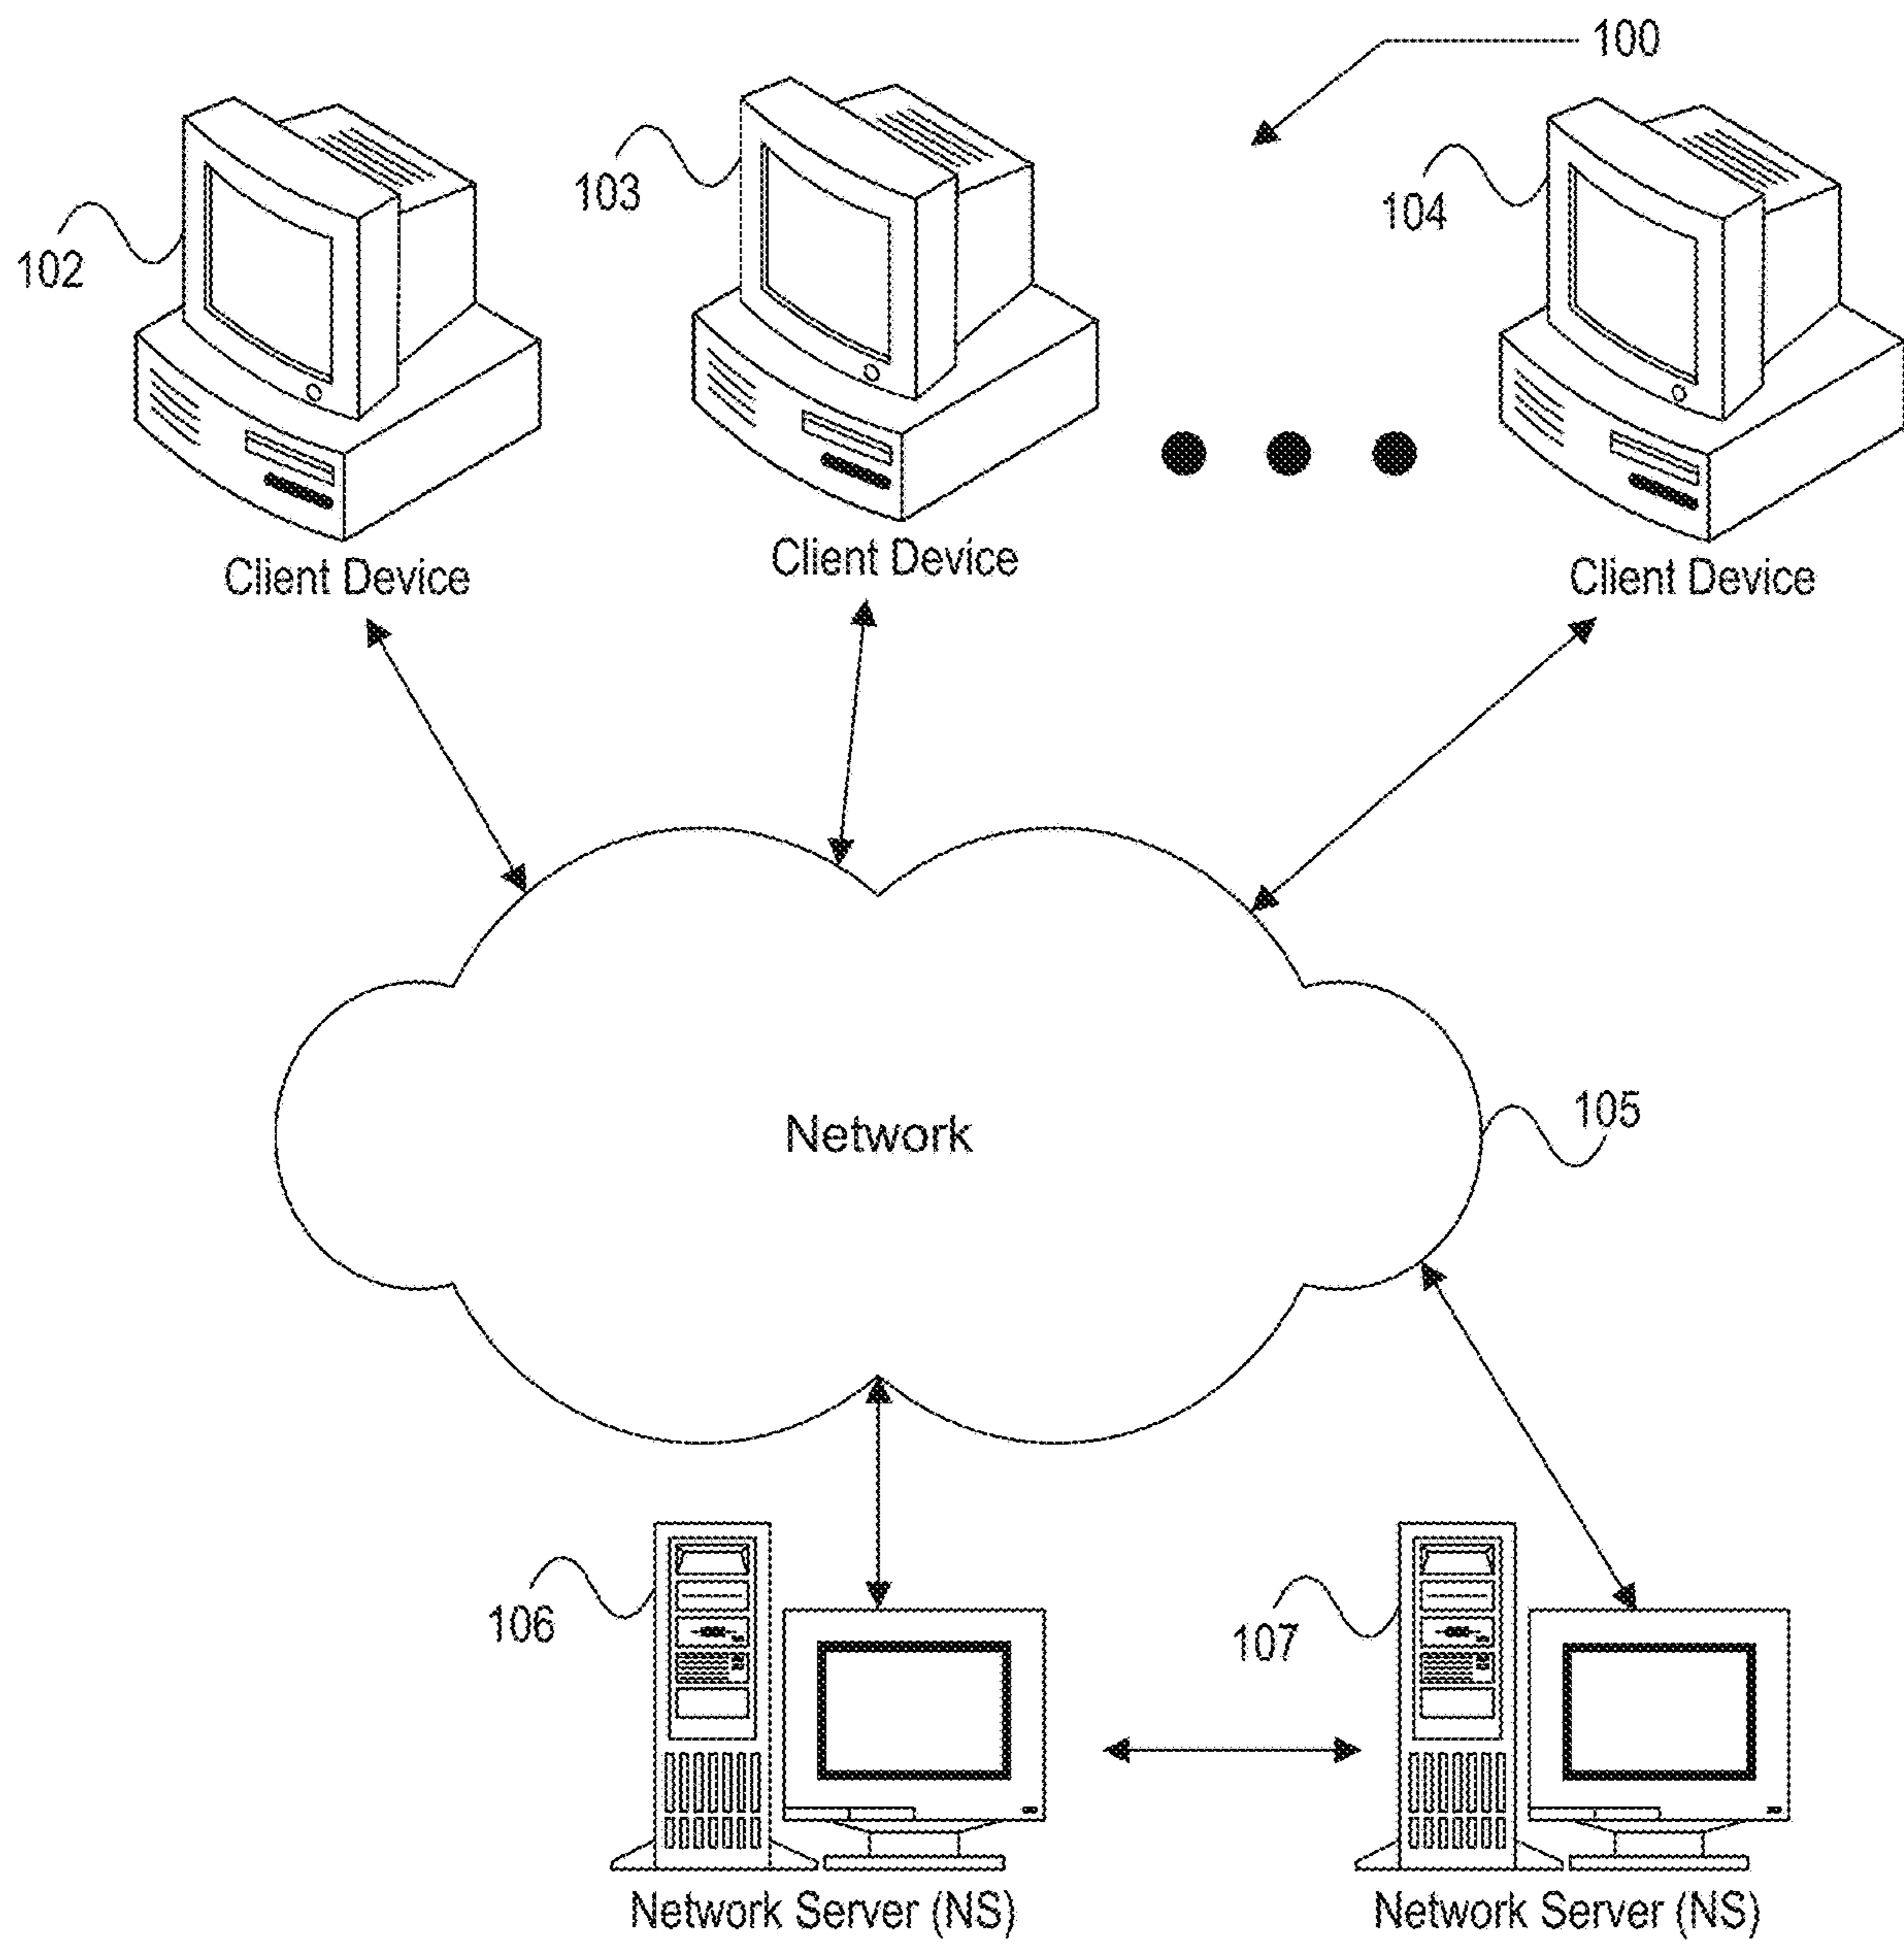 100
102
103
104
Client Device
Client Device
Client Device
Network
105
106
107
Network Server (NS)
Network Server (NS)